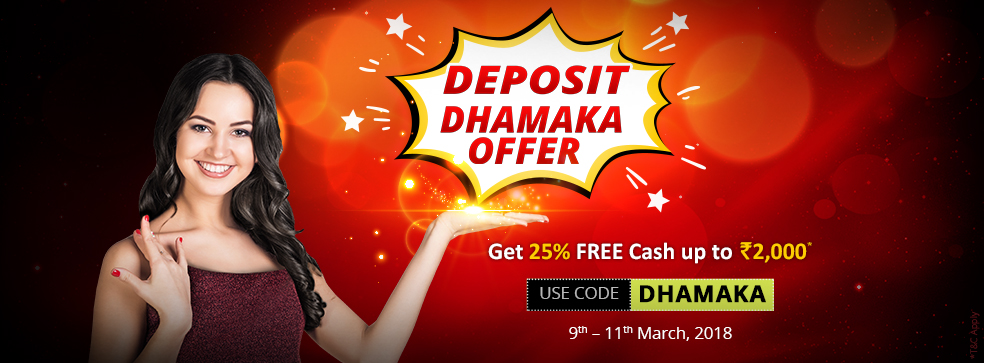 DEPOSIT
DHAMAKA
OFFER
Get 25% FREE Cash up to ₹2,000*
USE CODE DHAMAKA
9th – 11th March, 2018
*T&C Apply